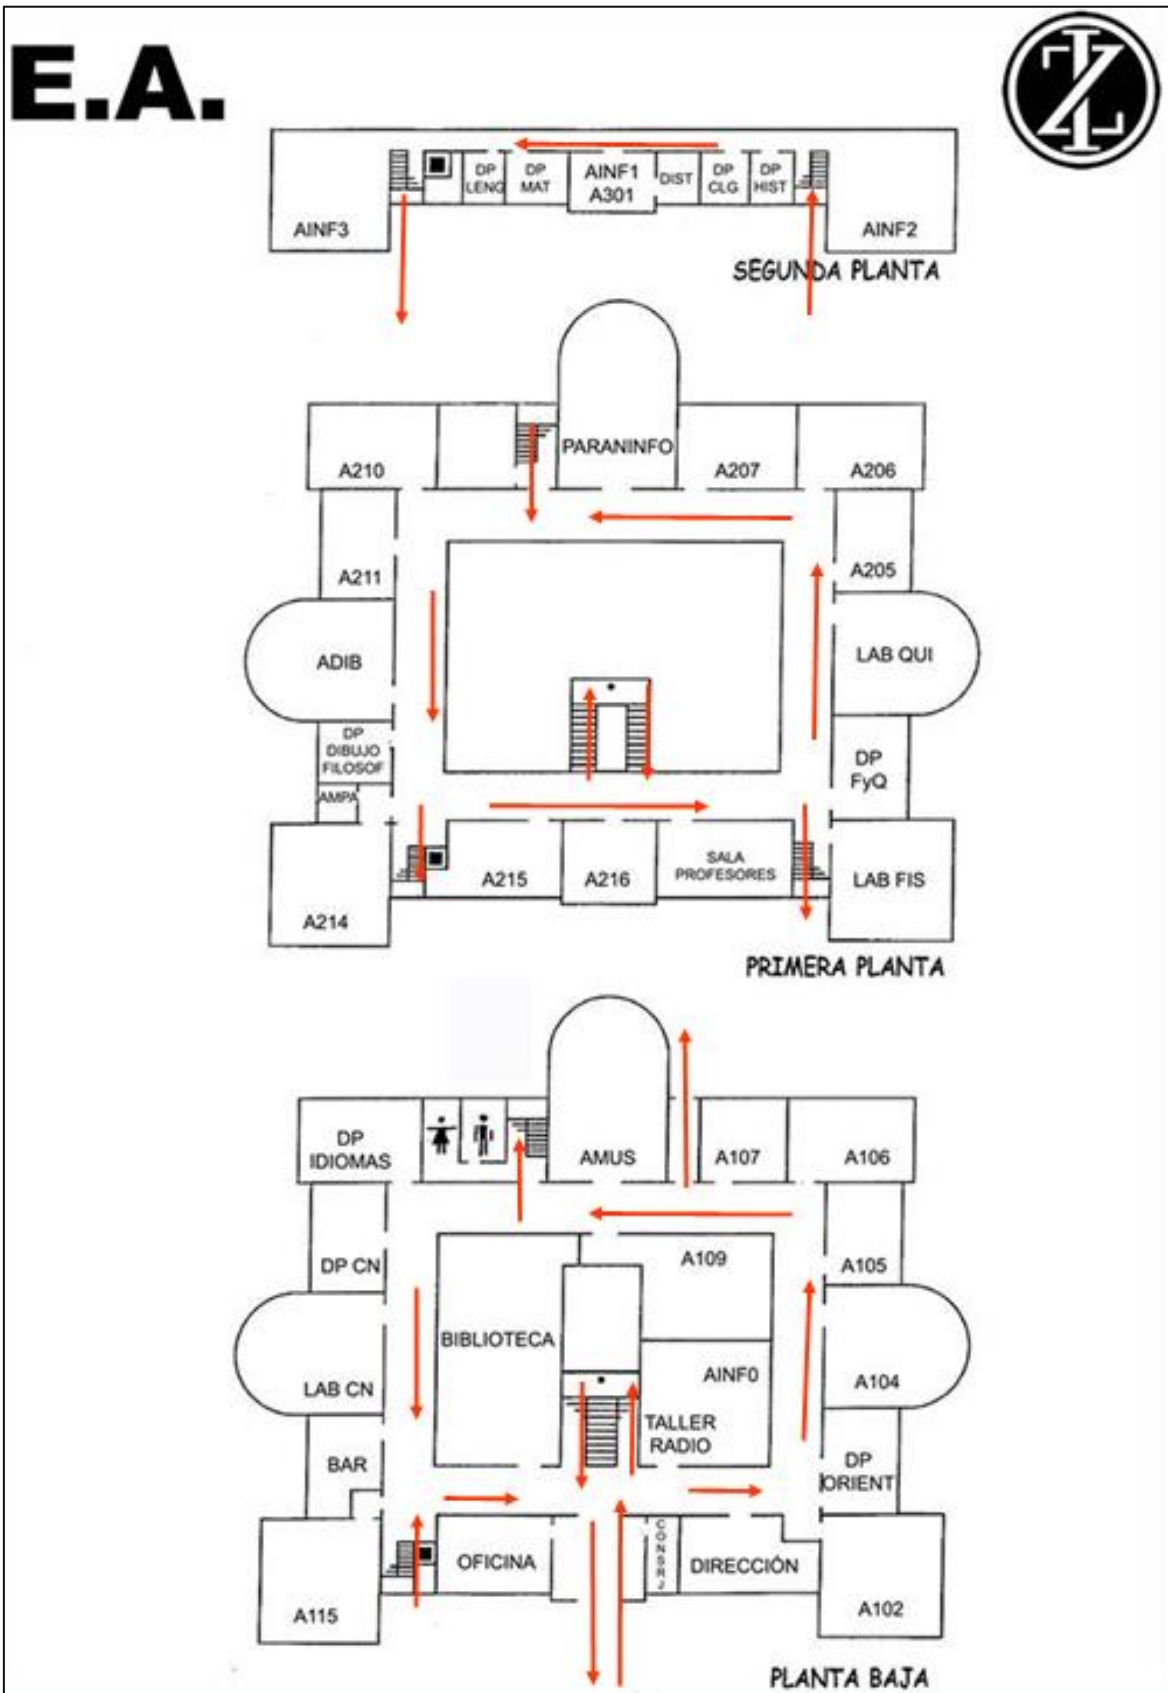 E.A.
DP
LENG
DP
MAT
AINF1
A301
DIST
DP
CLG
DP
HIST
AINF3
AINF2
SEGUNDA PLANTA
PARANINFO
A210
A207
A206
A211
A205
ADIB
LAB QUI
DP
DIBUJO
FILOSOF
DP
FyQ
AMPA
A215
A216
SALA
PROFESORES
LAB FIS
A214
PRIMERA PLANTA
DP
IDIOMAS
AMUS
A107
A106
DP CN
A109
A105
BIBLIOTECA
LAB CN
AINF0
A104
TALLER
RADIO
BAR
DP
ORIENT
OFICINA
CONSRJ
DIRECCIÓN
A115
A102
PLANTA BAJA